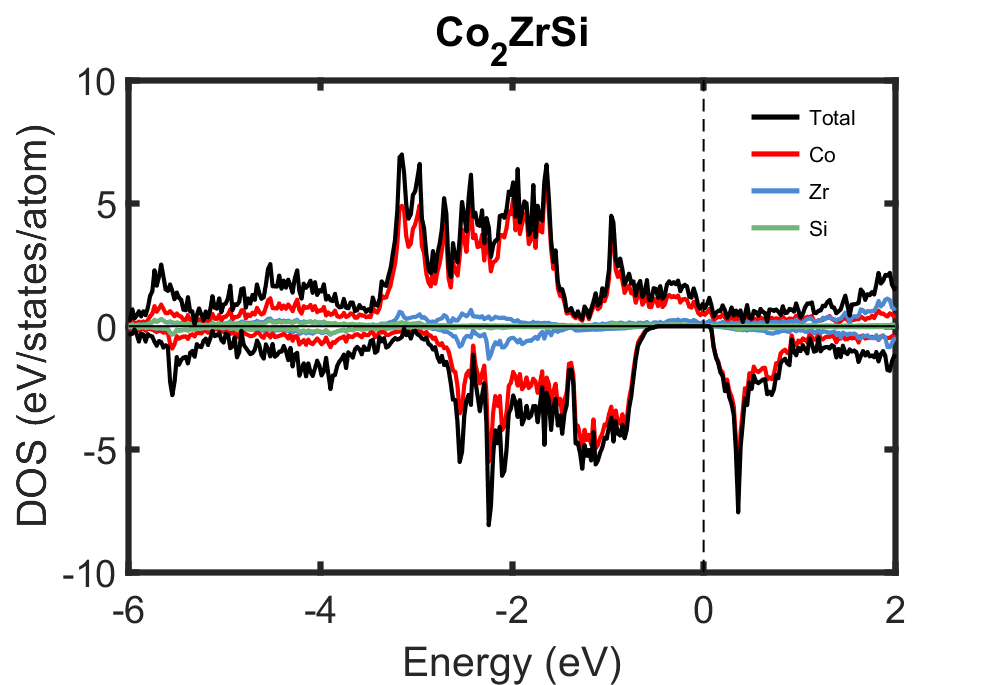 Co₂ZrSi
10
5
0
-5
-10
DOS (eV/states/atom)
Total
Co
Zr
Si
-6 -4 -2 0 2
Energy (eV)